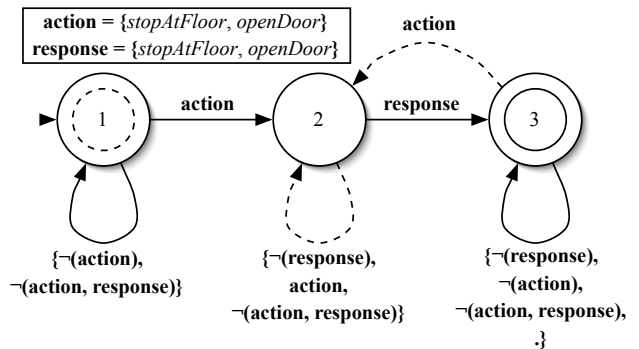 action = {stopAtFloor, openDoor}
response = {stopAtFloor, openDoor}
action
1
action
2
response
3
{¬(action),
¬(action, response)}
{¬(response),
action,
¬(action, response)}
{¬(response),
¬(action),
¬(action, response),
.}